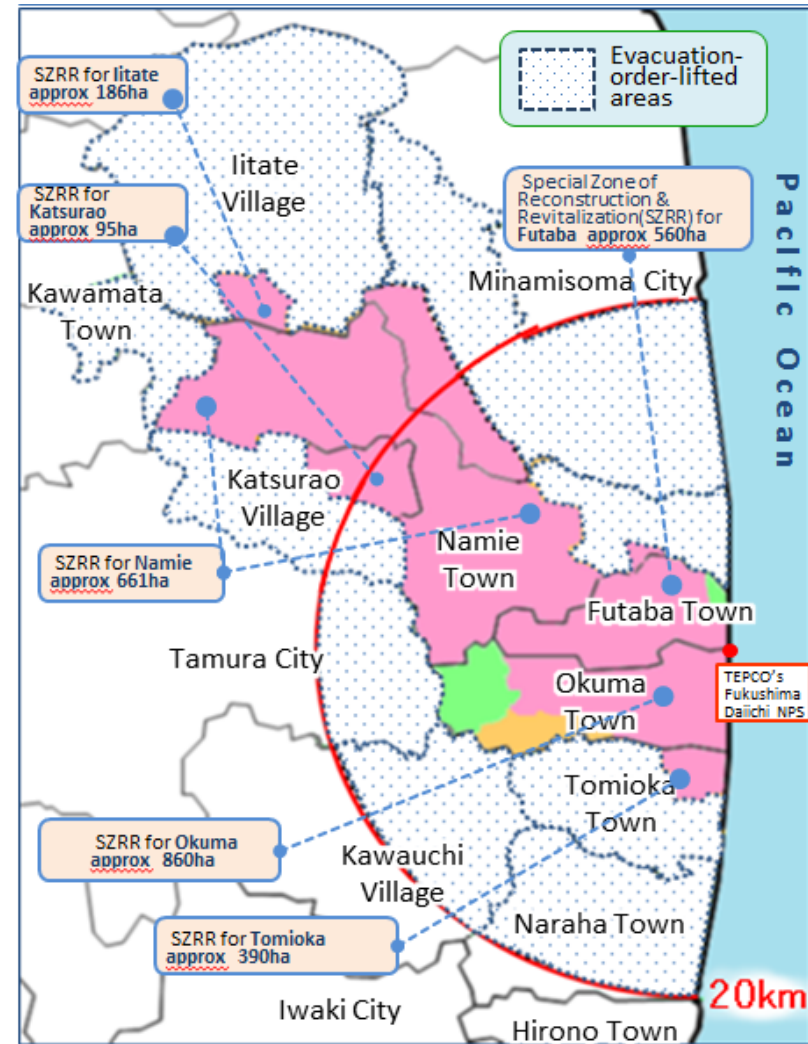 SZRR for Iitate
approx 186ha
Evacuation-
order-lifted
areas
Iitate
Village
SZRR for
Katsurao
approx 95ha
Special Zone of
Reconstruction &
Revitalization(SZRR) for
Futaba approx 560ha
Pacific Ocean
Minamisoma City
Kawamata
Town
Katsurao
Village
Namie
Town
SZRR for Namie
approx 661ha
Futaba Town
Tamura City
Okuma
Town
TEPCO's
Fukushima
Daiichi NPS
Tomioka
Town
SZRR for Okuma
approx 860ha
Kawauchi
Village
Naraha Town
SZRR for Tomioka
approx 390ha
20km
Iwaki City
Hirono Town